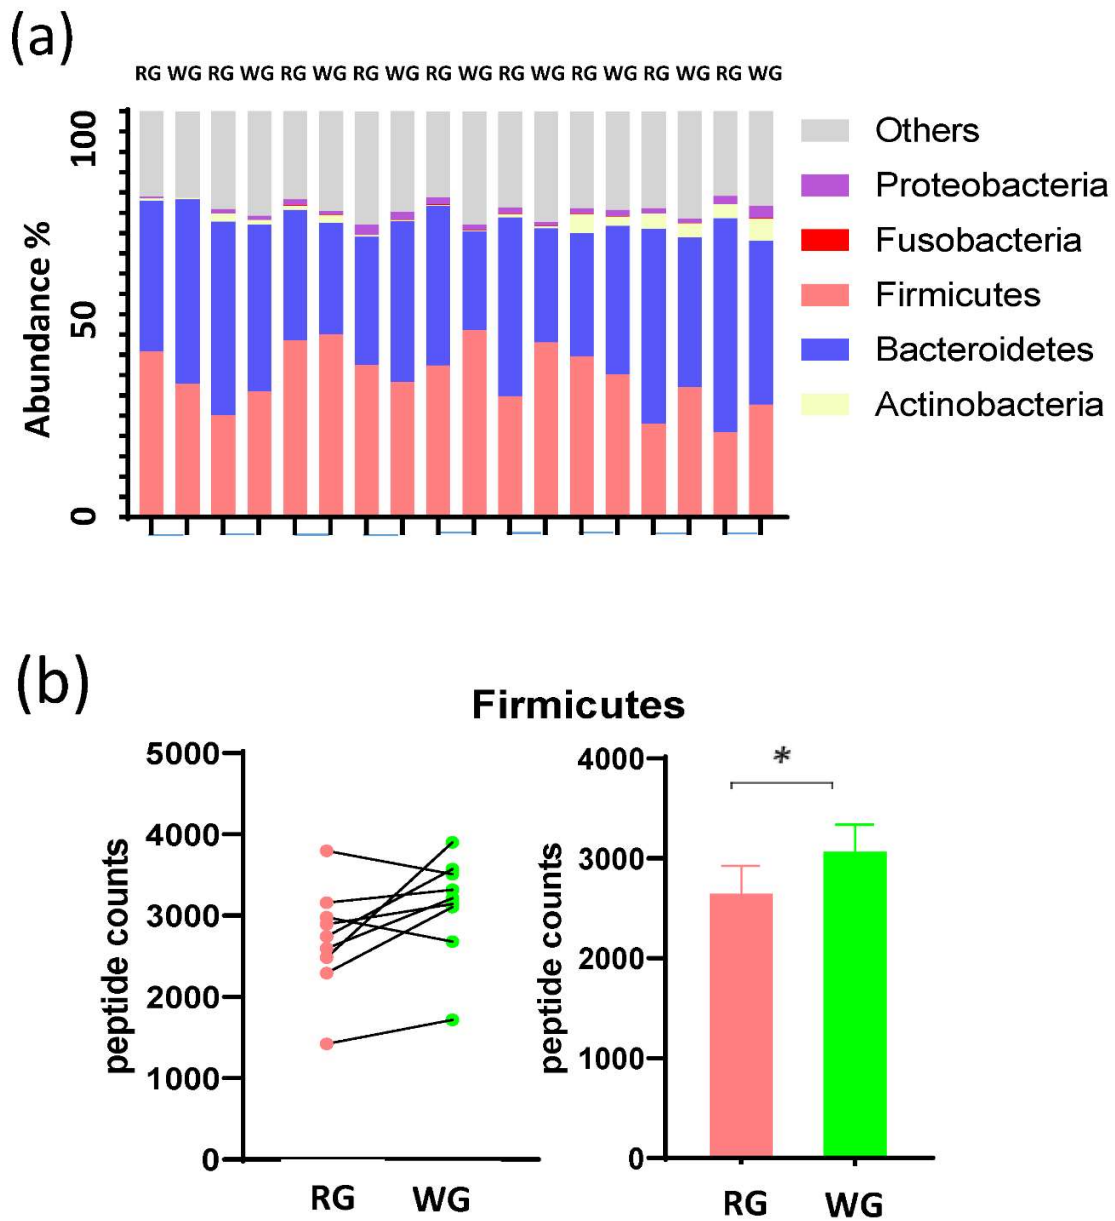 (a)
RG WG RG WG RG WG RG WG RG WG RG WG RG WG RG WG RG WG
Abundance %
100
50
0
Others
Proteobacteria
Fusobacteria
Firmicutes
Bacteroidetes
Actinobacteria
(b)
Firmicutes
peptide counts
5000
4000
3000
2000
1000
0
RG WG
peptide counts
4000
3000
2000
1000
0
*
RG WG